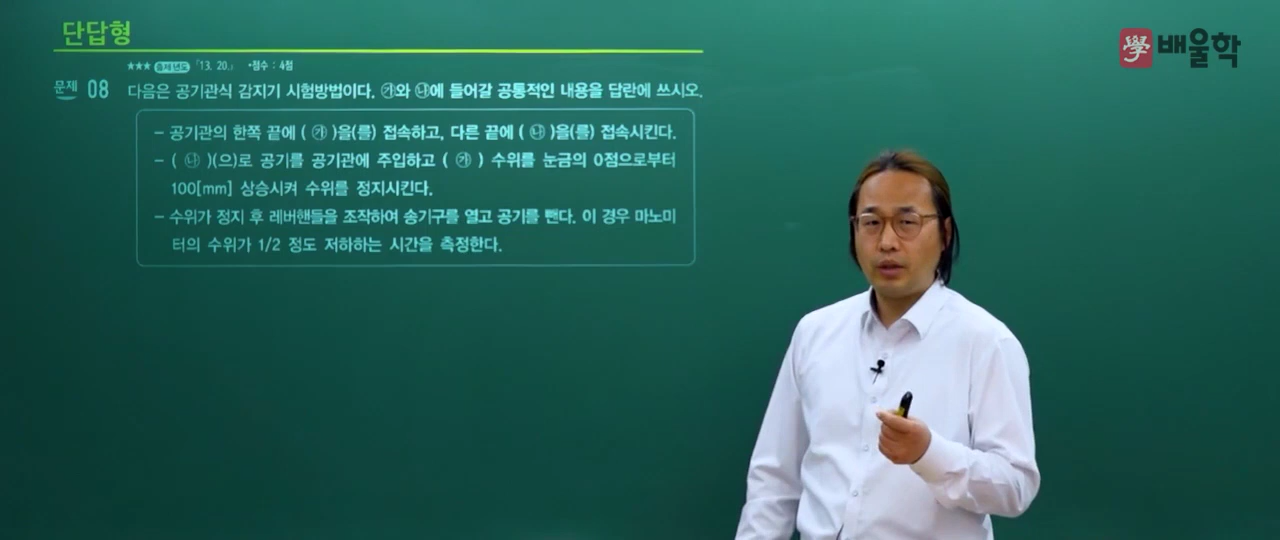 단답형
學 배울학
★★★ 출제년도 「13. 20.」 •점수 : 4점
문제 08 다음은 공기관식 감지기 시험방법이다. ㉮와 ㉯에 들어갈 공통적인 내용을 답란에 쓰시오.
– 공기관의 한쪽 끝에 ( ㉮ )을(를) 접속하고, 다른 끝에 ( ㉯ )을(를) 접속시킨다.
– ( ㉯ )(으)로 공기를 공기관에 주입하고 ( ㉮ ) 수위를 눈금의 0점으로부터
100[mm] 상승시켜 수위를 정지시킨다.
– 수위가 정지 후 레버핸들을 조작하여 송기구를 열고 공기를 뺀다. 이 경우 마노미
터의 수위가 1/2 정도 저하하는 시간을 측정한다.